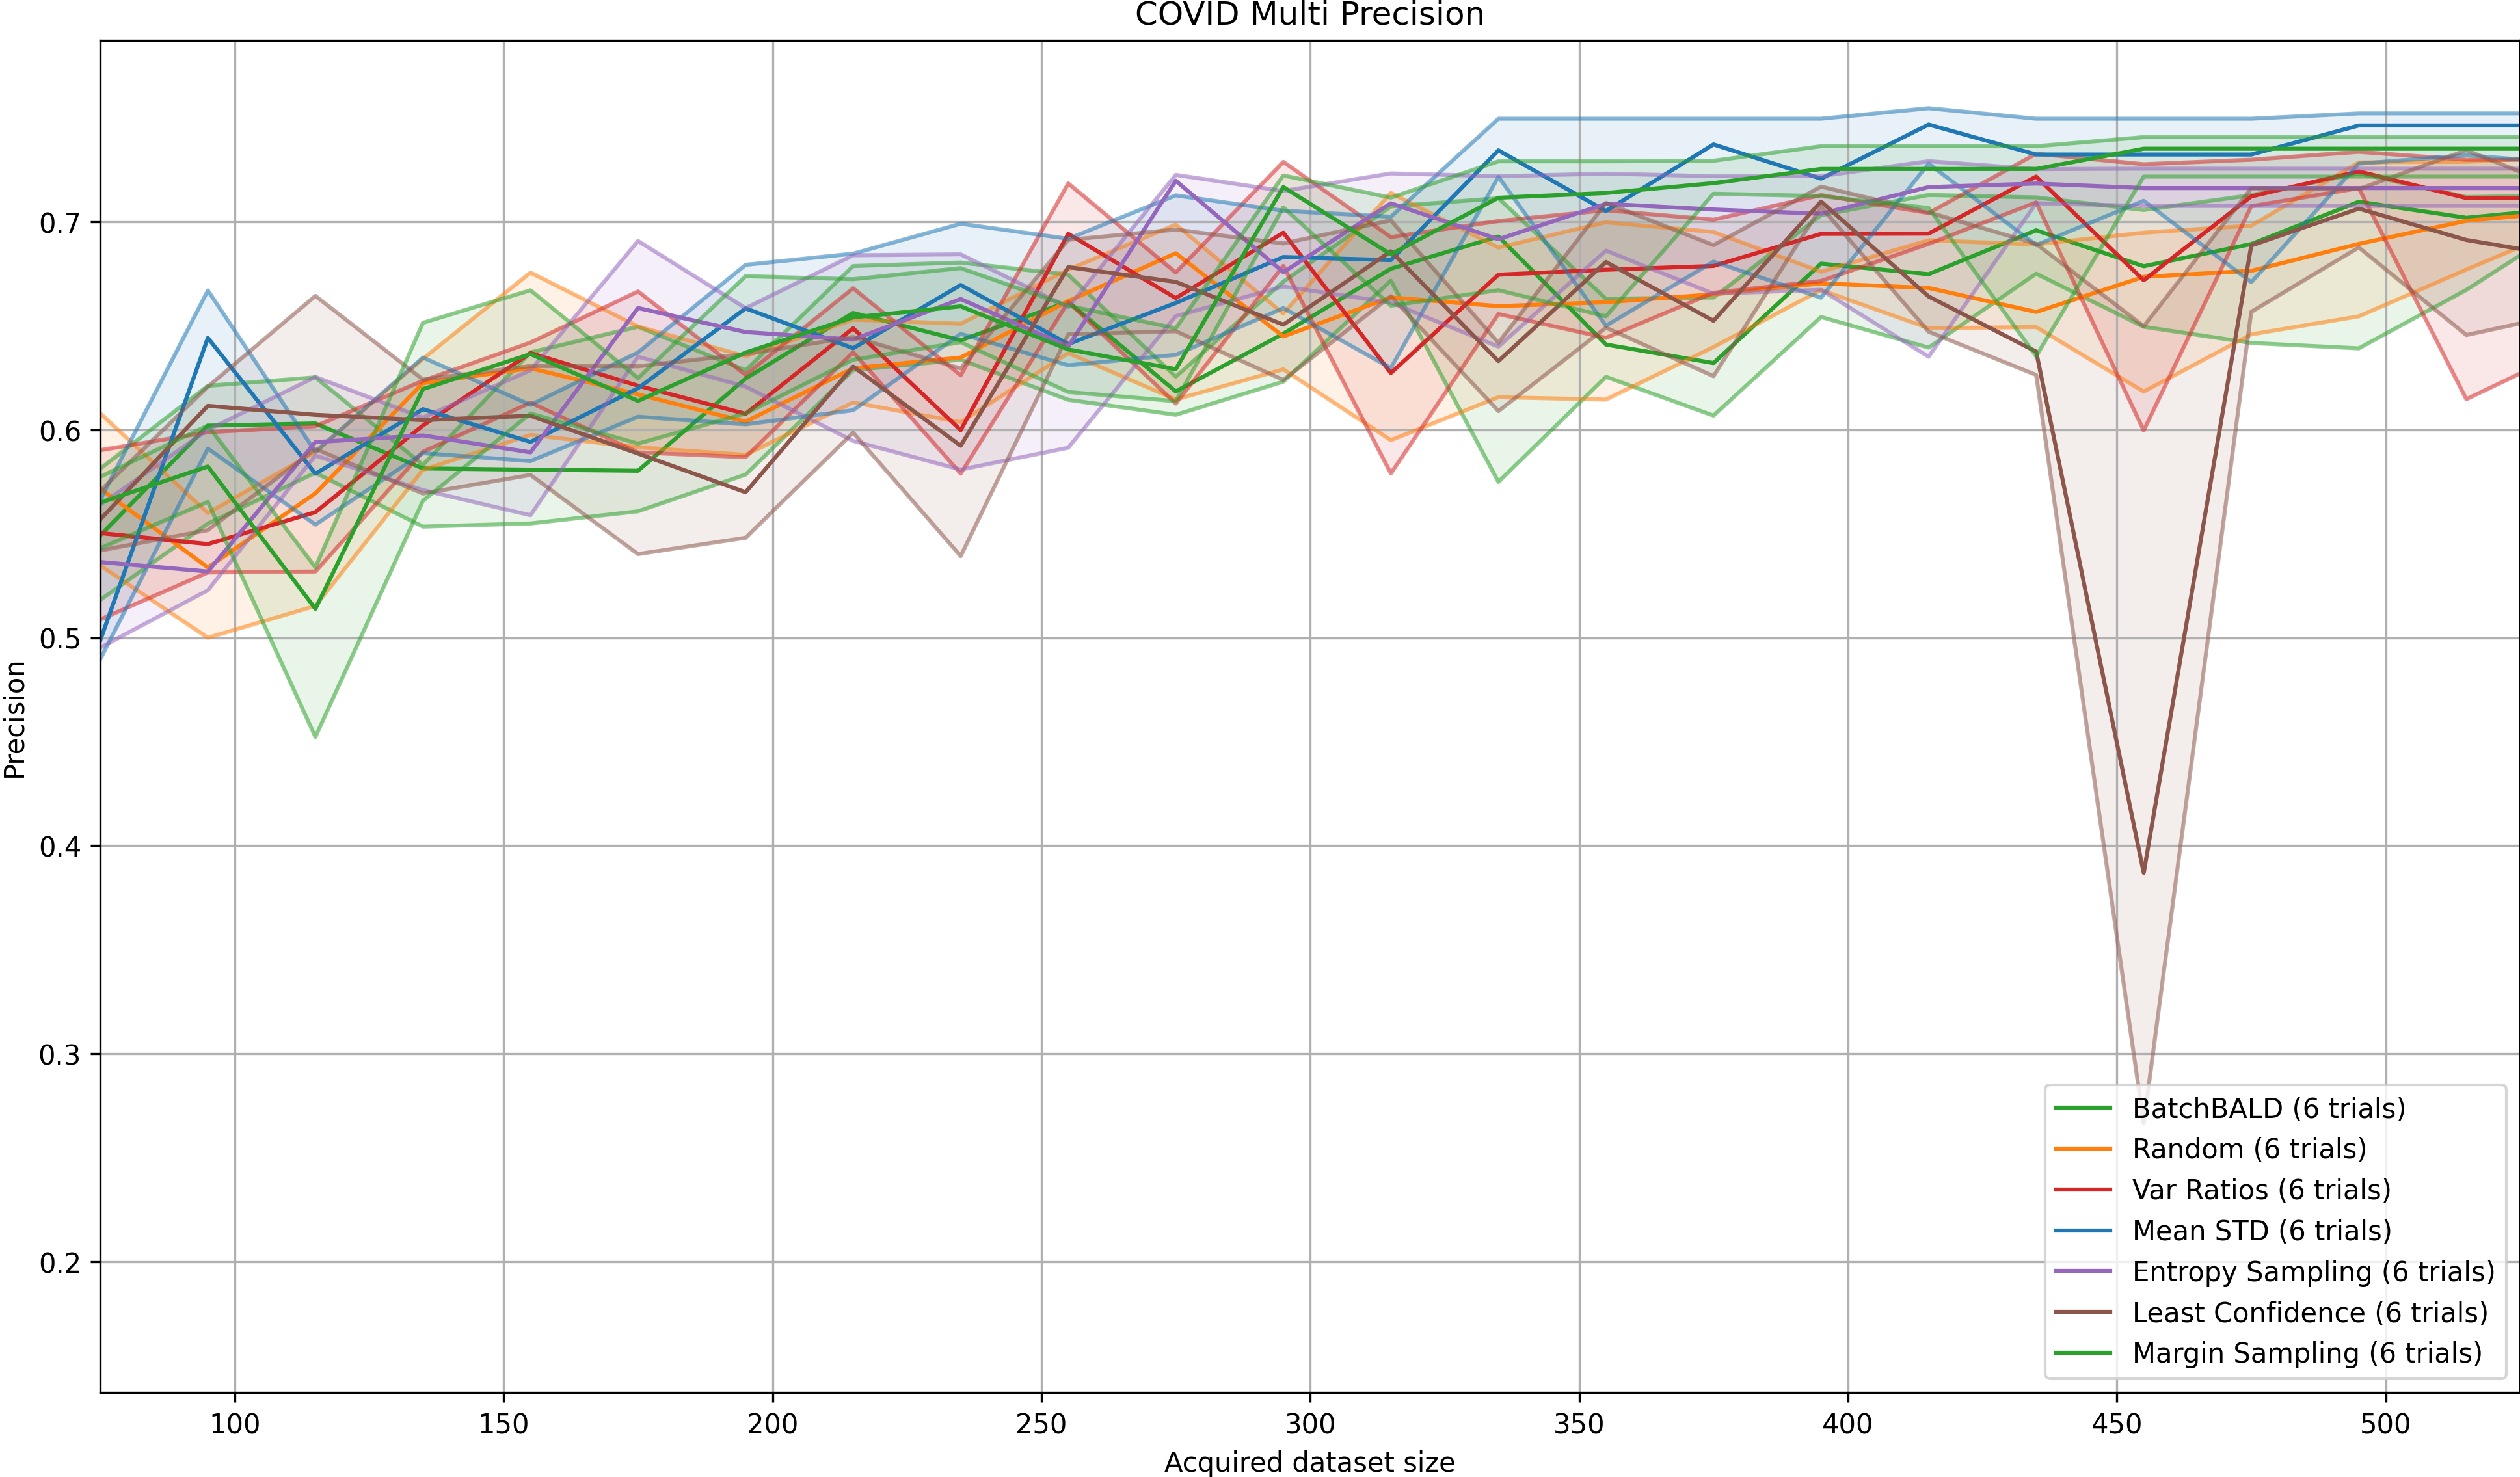 COVID Multi Precision
Precision
0.7
0.6
0.5
0.4
0.3
0.2
100 150 200 250 300 350 400 450 500
Acquired dataset size
BatchBALD (6 trials)
Random (6 trials)
Var Ratios (6 trials)
Mean STD (6 trials)
Entropy Sampling (6 trials)
Least Confidence (6 trials)
Margin Sampling (6 trials)